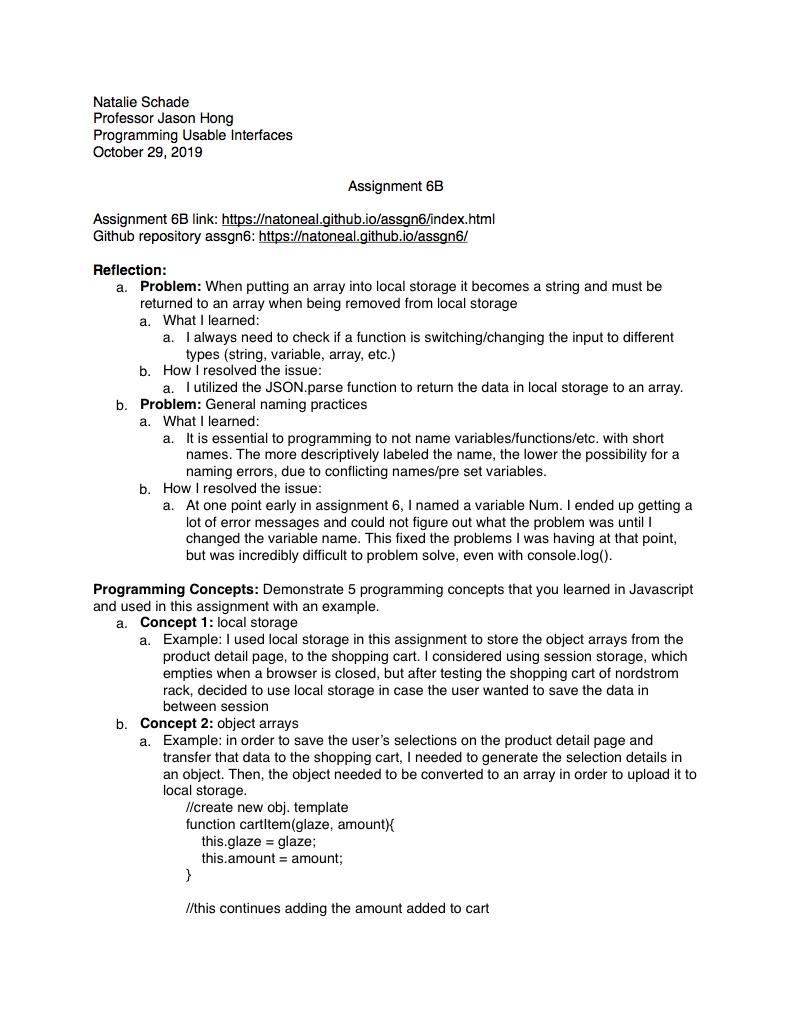 Natalie Schade
Professor Jason Hong
Programming Usable Interfaces
October 29, 2019
Assignment 6B
Assignment 6B link: https://natoneal.github.io/assgn6/index.html
Github repository assgn6: https://natoneal.github.io/assgn6/
Reflection:
a. Problem: When putting an array into local storage it becomes a string and must be
returned to an array when being removed from local storage
a. What I learned:
a. I always need to check if a function is switching/changing the input to different
types (string, variable, array, etc.)
b. How I resolved the issue:
a. I utilized the JSON.parse function to return the data in local storage to an array.
b. Problem: General naming practices
a. What I learned:
a. It is essential to programming to not name variables/functions/etc. with short
names. The more descriptively labeled the name, the lower the possibility for a
naming errors, due to conflicting names/pre set variables.
b. How I resolved the issue:
a. At one point early in assignment 6, I named a variable Num. I ended up getting a
lot of error messages and could not figure out what the problem was until I
changed the variable name. This fixed the problems I was having at that point,
but was incredibly difficult to problem solve, even with console.log().
Programming Concepts: Demonstrate 5 programming concepts that you learned in Javascript
and used in this assignment with an example.
a. Concept 1: local storage
a. Example: I used local storage in this assignment to store the object arrays from the
product detail page, to the shopping cart. I considered using session storage, which
empties when a browser is closed, but after testing the shopping cart of nordstrom
rack, decided to use local storage in case the user wanted to save the data in
between session
b. Concept 2: object arrays
a. Example: in order to save the user's selections on the product detail page and
transfer that data to the shopping cart, I needed to generate the selection details in
an object. Then, the object needed to be converted to an array in order to upload it to
local storage.
//create new obj. template
function cartItem(glaze, amount){
this.glaze = glaze;
this.amount = amount;
}
//this continues adding the amount added to cart